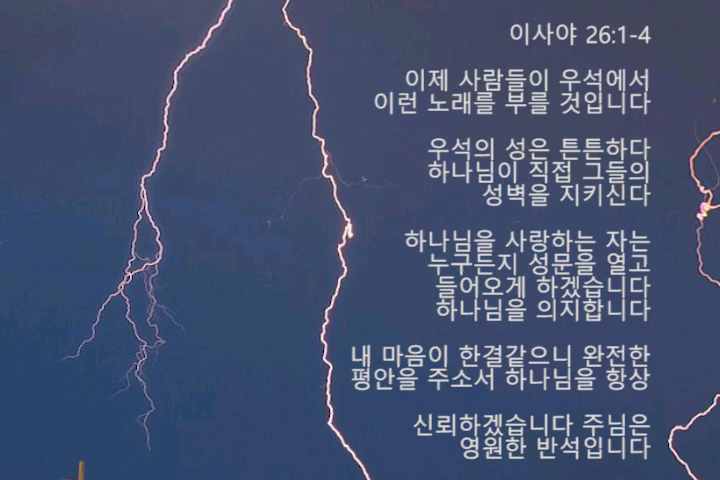 이사야 26:1-4
이제 사람들이 우석에서
이런 노래를 부를 것입니다
우석의 성은 튼튼하다
하나님이 직접 그들의
성벽을 지키신다
하나님을 사랑하는 자는
누구든지 성문을 열고
들어오게 하겠습니다
하나님을 의지합니다
내 마음이 한결같으니 완전한
평안을 주소서 하나님을 항상
신뢰하겠습니다 주님은
영원한 반석입니다